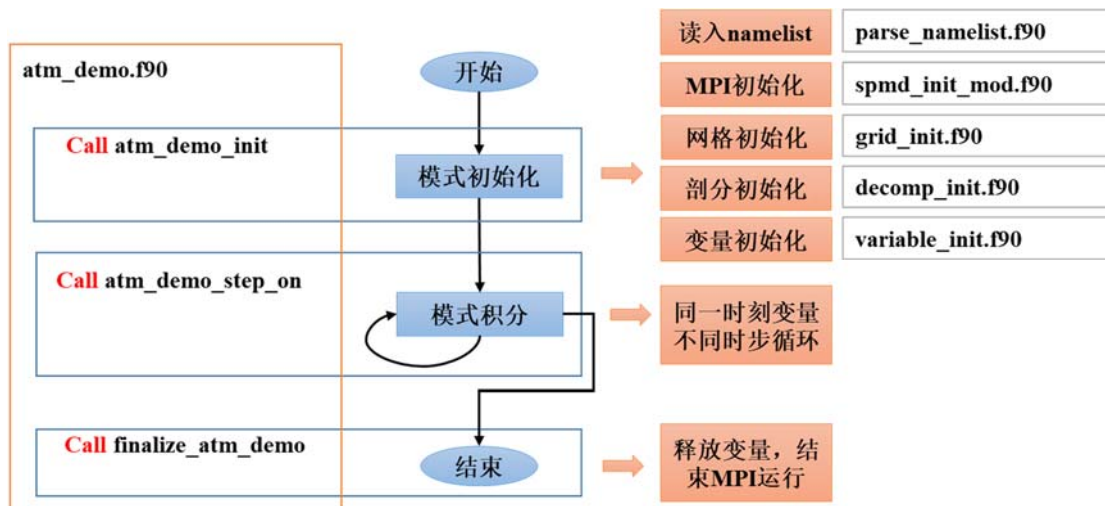 atm_demo.f90
开始
Call atm_demo_init
模式初始化
读入namelist
parse_namelist.f90
MPI初始化
spmd_init_mod.f90
网格初始化
grid_init.f90
剖分初始化
decomp_init.f90
变量初始化
variable_init.f90
Call atm_demo_step_on
模式积分
同一时刻变量
不同时步循环
Call finalize_atm_demo
结束
释放变量，结
束MPI运行